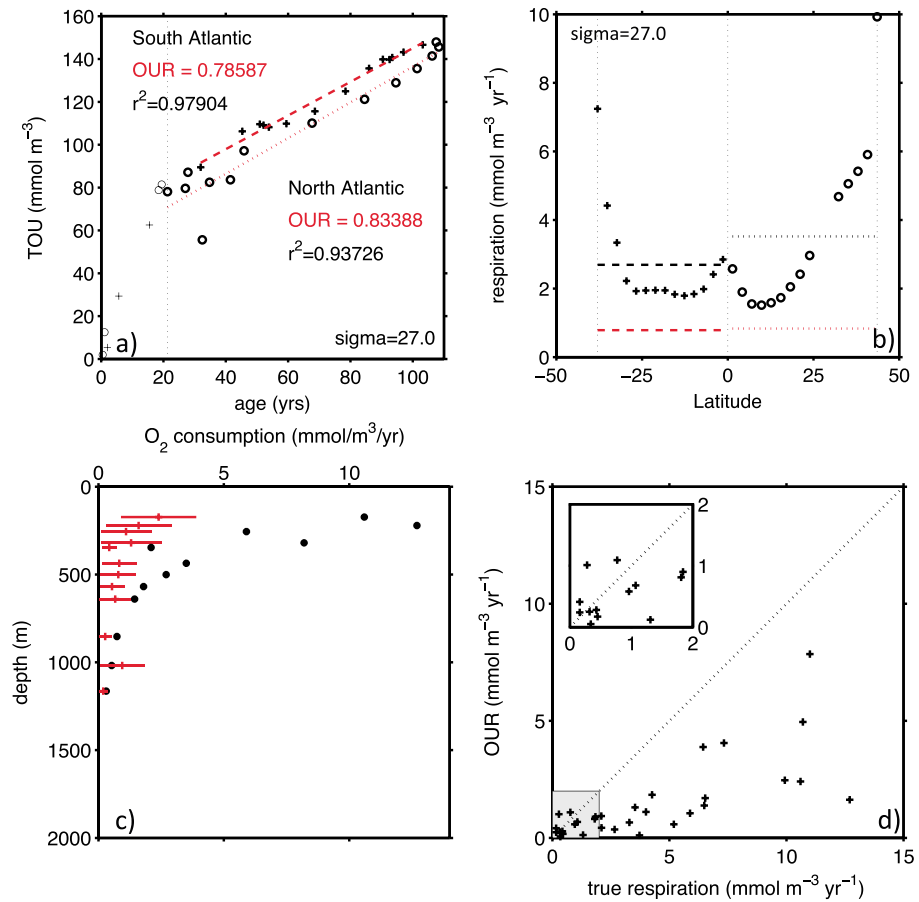 160
140
120
100
80
60
40
20
0
TOU (mmol m⁻³)
South Atlantic
OUR = 0.78587
r²=0.97904
North Atlantic
OUR = 0.83388
r²=0.93726
a)
sigma=27.0
0 20 40 60 80 100
age (yrs)
10
8
6
4
2
0
respiration (mmol m⁻³ yr⁻¹)
sigma=27.0
b)
−50 −25 0 25 50
Latitude
O₂ consumption (mmol/m³/yr)
0 5 10
0
500
1000
1500
2000
depth (m)
c)
15
10
5
0
OUR (mmol m⁻³ yr⁻¹)
2
1
0
0 1 2
d)
0 5 10 15
true respiration (mmol m⁻³ yr⁻¹)